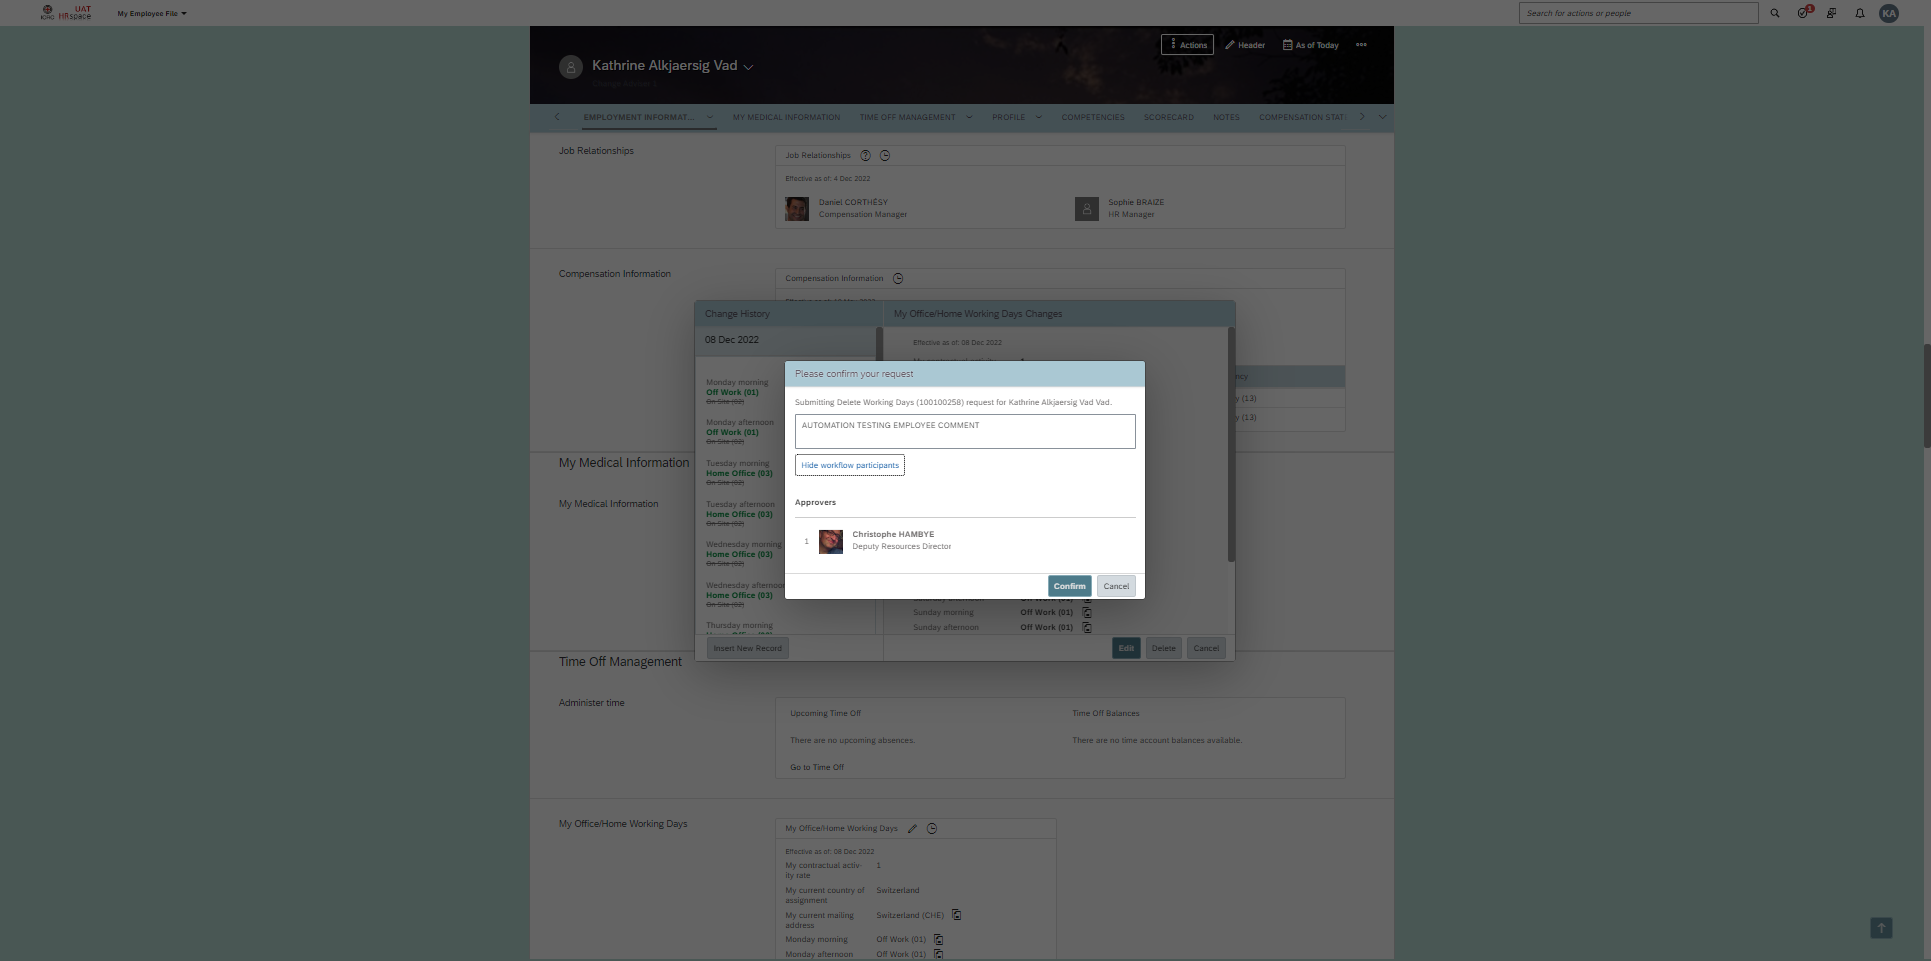 UAT
ICRC HRspace
My Employee File
Search for actions or people
1
KA
Actions
Header
As of Today
Kathrine Alkjaersig Vad
EMPLOYMENT INFORMAT...
MY MEDICAL INFORMATION
TIME OFF MANAGEMENT
PROFILE
COMPETENCIES
SCORECARD
NOTES
COMPENSATION STAT
Job Relationships
Job Relationships
Effective as of: 4 Dec 2022
Daniel CORTHÉSY
Compensation Manager
Sophie BRAIZE
HR Manager
Compensation Information
Compensation Information
Change History
My Office/Home Working Days Changes
08 Dec 2022
Effective as of: 08 Dec 2022
Please confirm your request
Submitting Delete Working Days (100100258) request for Kathrine Alkjaersig Vad Vad.
AUTOMATION TESTING EMPLOYEE COMMENT
Hide workflow participants
Approvers
1
Christophe HAMBYE
Deputy Resources Director
Confirm
Cancel
Monday morning
Off Work (01)
On Site (02)
Monday afternoon
Off Work (01)
On Site (02)
Tuesday morning
Home Office (03)
On Site (02)
Tuesday afternoon
Home Office (03)
On Site (02)
Wednesday morning
Home Office (03)
On Site (02)
Wednesday afternoon
Home Office (03)
On Site (02)
Thursday morning
ncy
y (13)
y (13)
Sunday morning
Off Work (01)
Sunday afternoon
Off Work (01)
Insert New Record
Edit
Delete
Cancel
My Medical Information
My Medical Information
Time Off Management
Administer time
Upcoming Time Off
Time Off Balances
There are no upcoming absences.
There are no time account balances available.
Go to Time Off
My Office/Home Working Days
My Office/Home Working Days
Effective as of: 08 Dec 2022
My contractual activ-
ity rate
1
My current country of
assignment
Switzerland
My current mailing
address
Switzerland (CHE)
Monday morning
Off Work (01)
Monday afternoon
Off Work (01)